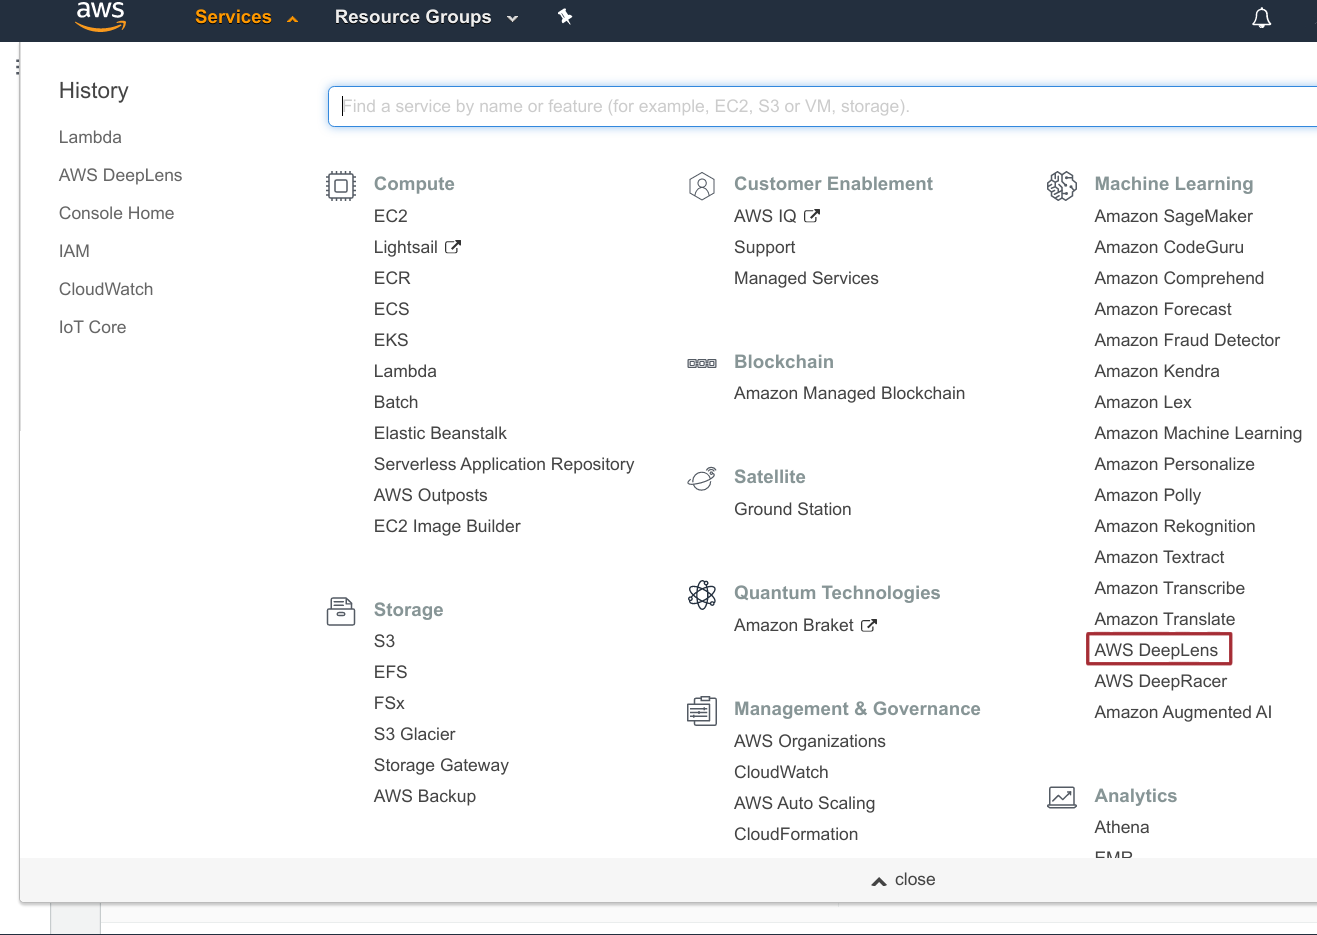 aws
Services
Resource Groups
History
Lambda
AWS DeepLens
Console Home
IAM
CloudWatch
IoT Core
Find a service by name or feature (for example, EC2, S3 or VM, storage).
Compute
EC2
Lightsail
ECR
ECS
EKS
Lambda
Batch
Elastic Beanstalk
Serverless Application Repository
AWS Outposts
EC2 Image Builder
Storage
S3
EFS
FSx
S3 Glacier
Storage Gateway
AWS Backup
Customer Enablement
AWS IQ
Support
Managed Services
Blockchain
Amazon Managed Blockchain
Satellite
Ground Station
Quantum Technologies
Amazon Braket
Management & Governance
AWS Organizations
CloudWatch
AWS Auto Scaling
CloudFormation
Machine Learning
Amazon SageMaker
Amazon CodeGuru
Amazon Comprehend
Amazon Forecast
Amazon Fraud Detector
Amazon Kendra
Amazon Lex
Amazon Machine Learning
Amazon Personalize
Amazon Polly
Amazon Rekognition
Amazon Textract
Amazon Transcribe
Amazon Translate
AWS DeepLens
AWS DeepRacer
Amazon Augmented AI
Analytics
Athena
EMR
close